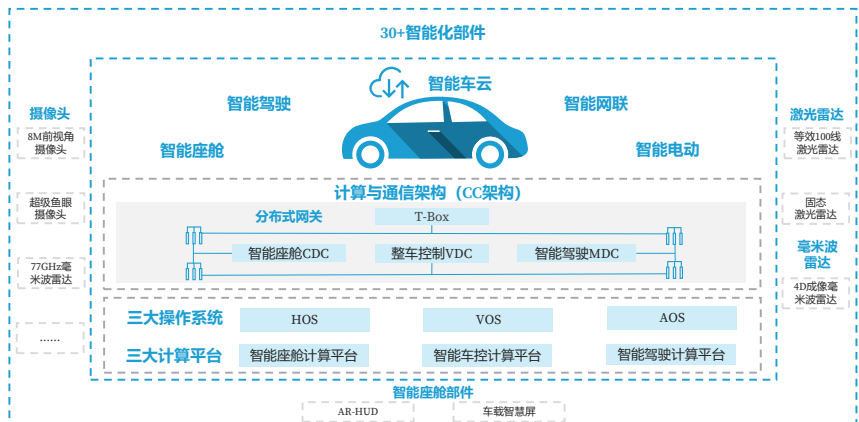 30+智能化部件
智能车云
智能驾驶
智能网联
智能座舱
智能电动
摄像头
8M前视角
摄像头
超级鱼眼
摄像头
77GHz毫
米波雷达
......
激光雷达
等效100线
激光雷达
固态
激光雷达
毫米波
雷达
4D成像毫
米波雷达
计算与通信架构（CC架构）
分布式网关
T-Box
智能座舱CDC
整车控制VDC
智能驾驶MDC
三大操作系统
HOS
VOS
AOS
三大计算平台
智能座舱计算平台
智能车控计算平台
智能驾驶计算平台
智能座舱部件
AR-HUD
车载智慧屏